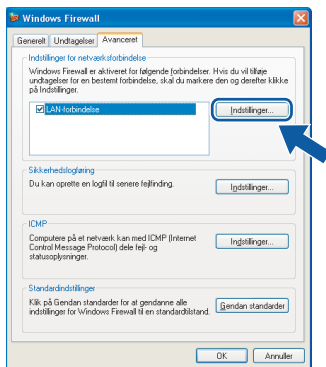 Windows Firewall
Generelt Undtagelser Avanceret
Indstillinger for netværksforbindelse
Windows Firewall er aktiveret for følgende forbindelser. Hvis du vil tilføje
undtagelser for en bestemt forbindelse, skal du markere den og derefter klikke
på Indstillinger.
LAN-forbindelse
Indstillinger...
Sikkerhedslogføring
Du kan oprette en logfil til senere fejlfinding.
Indstillinger...
ICMP
Computere på et netværk kan med ICMP (Internet
Control Message Protocol) dele fejl- og
statusoplysninger.
Indstillinger...
Standardindstillinger
Klik på Gendan standarder for at gendanne alle
indstillinger for Windows Firewall til en standardtilstand.
Gendan standarder
OK Annuller